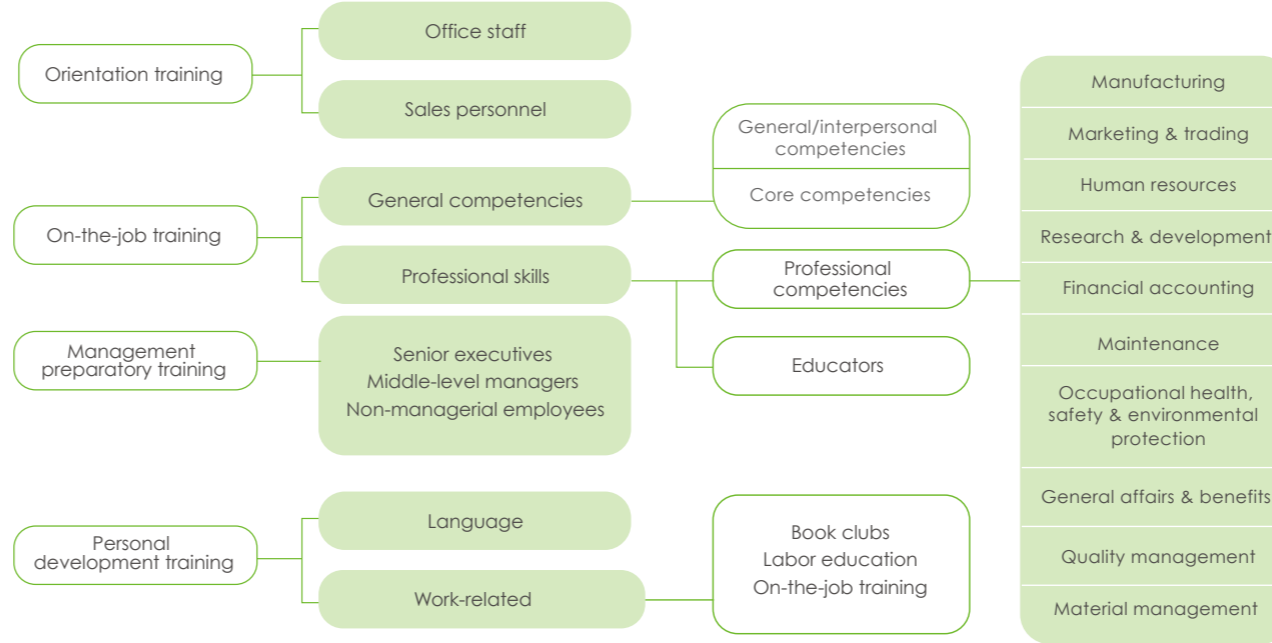 Orientation training
Office staff
Sales personnel
On-the-job training
General competencies
Professional skills
General/interpersonal
competencies
Core competencies
Professional
competencies
Educators
Manufacturing
Marketing & trading
Human resources
Research & development
Financial accounting
Maintenance
Occupational health,
safety & environmental
protection
General affairs & benefits
Quality management
Material management
Management
preparatory training
Senior executives
Middle-level managers
Non-managerial employees
Personal
development training
Language
Work-related
Book clubs
Labor education
On-the-job training